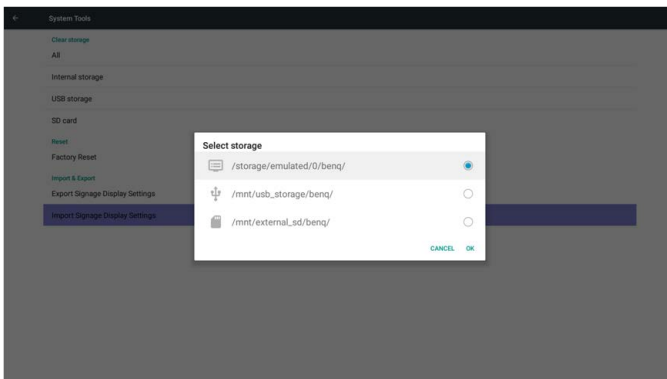 System Tools
Clear storage
All
Internal storage
USB storage
SD card
Reset
Factory Reset
Import & Export
Export Signage Display Settings
Import Signage Display Settings
Select storage
/storage/emulated/0/benq/
/mnt/usb_storage/benq/
/mnt/external_sd/benq/
CANCEL OK